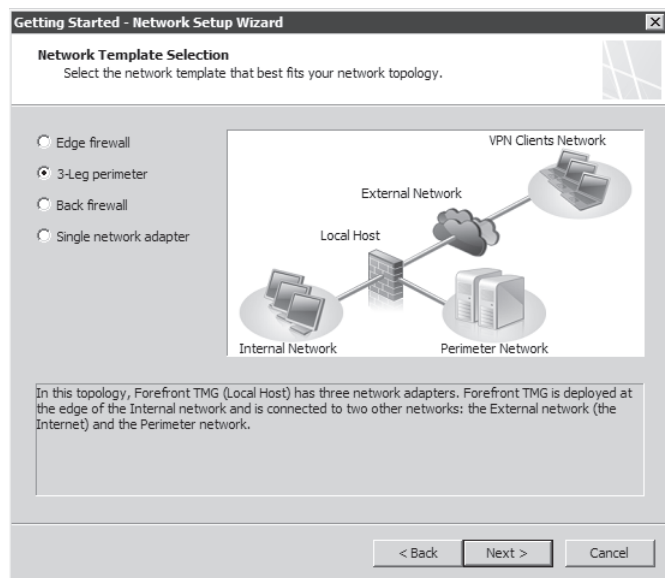 Getting Started - Network Setup Wizard
Network Template Selection
Select the network template that best fits your network topology.
Edge firewall
3-Leg perimeter
Back firewall
Single network adapter
VPN Clients Network
External Network
Local Host
Internal Network
Perimeter Network
In this topology, Forefront TMG (Local Host) has three network adapters. Forefront TMG is deployed at
the edge of the Internal network and is connected to two other networks: the External network (the
Internet) and the Perimeter network.
< Back
Next >
Cancel